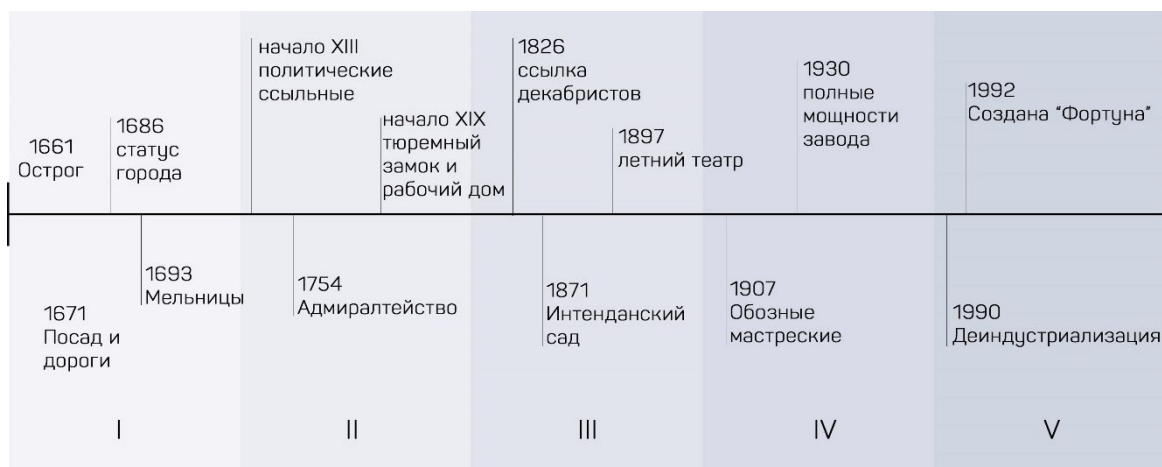 1661
Острог
1686
статус
города
начало XIII
политические
ссыльные
начало XIX
тюремный
замок и
рабочий дом
1826
ссылка
декабристов
1897
летний театр
1930
полные
мощности
завода
1992
Создана “Фортуна”
1671
Посад и
дороги
1693
Мельницы
1754
Адмиралтейство
1871
Интенданский
сад
1907
Обозные
мастреские
1990
Деиндустриализация
I
II
III
IV
V